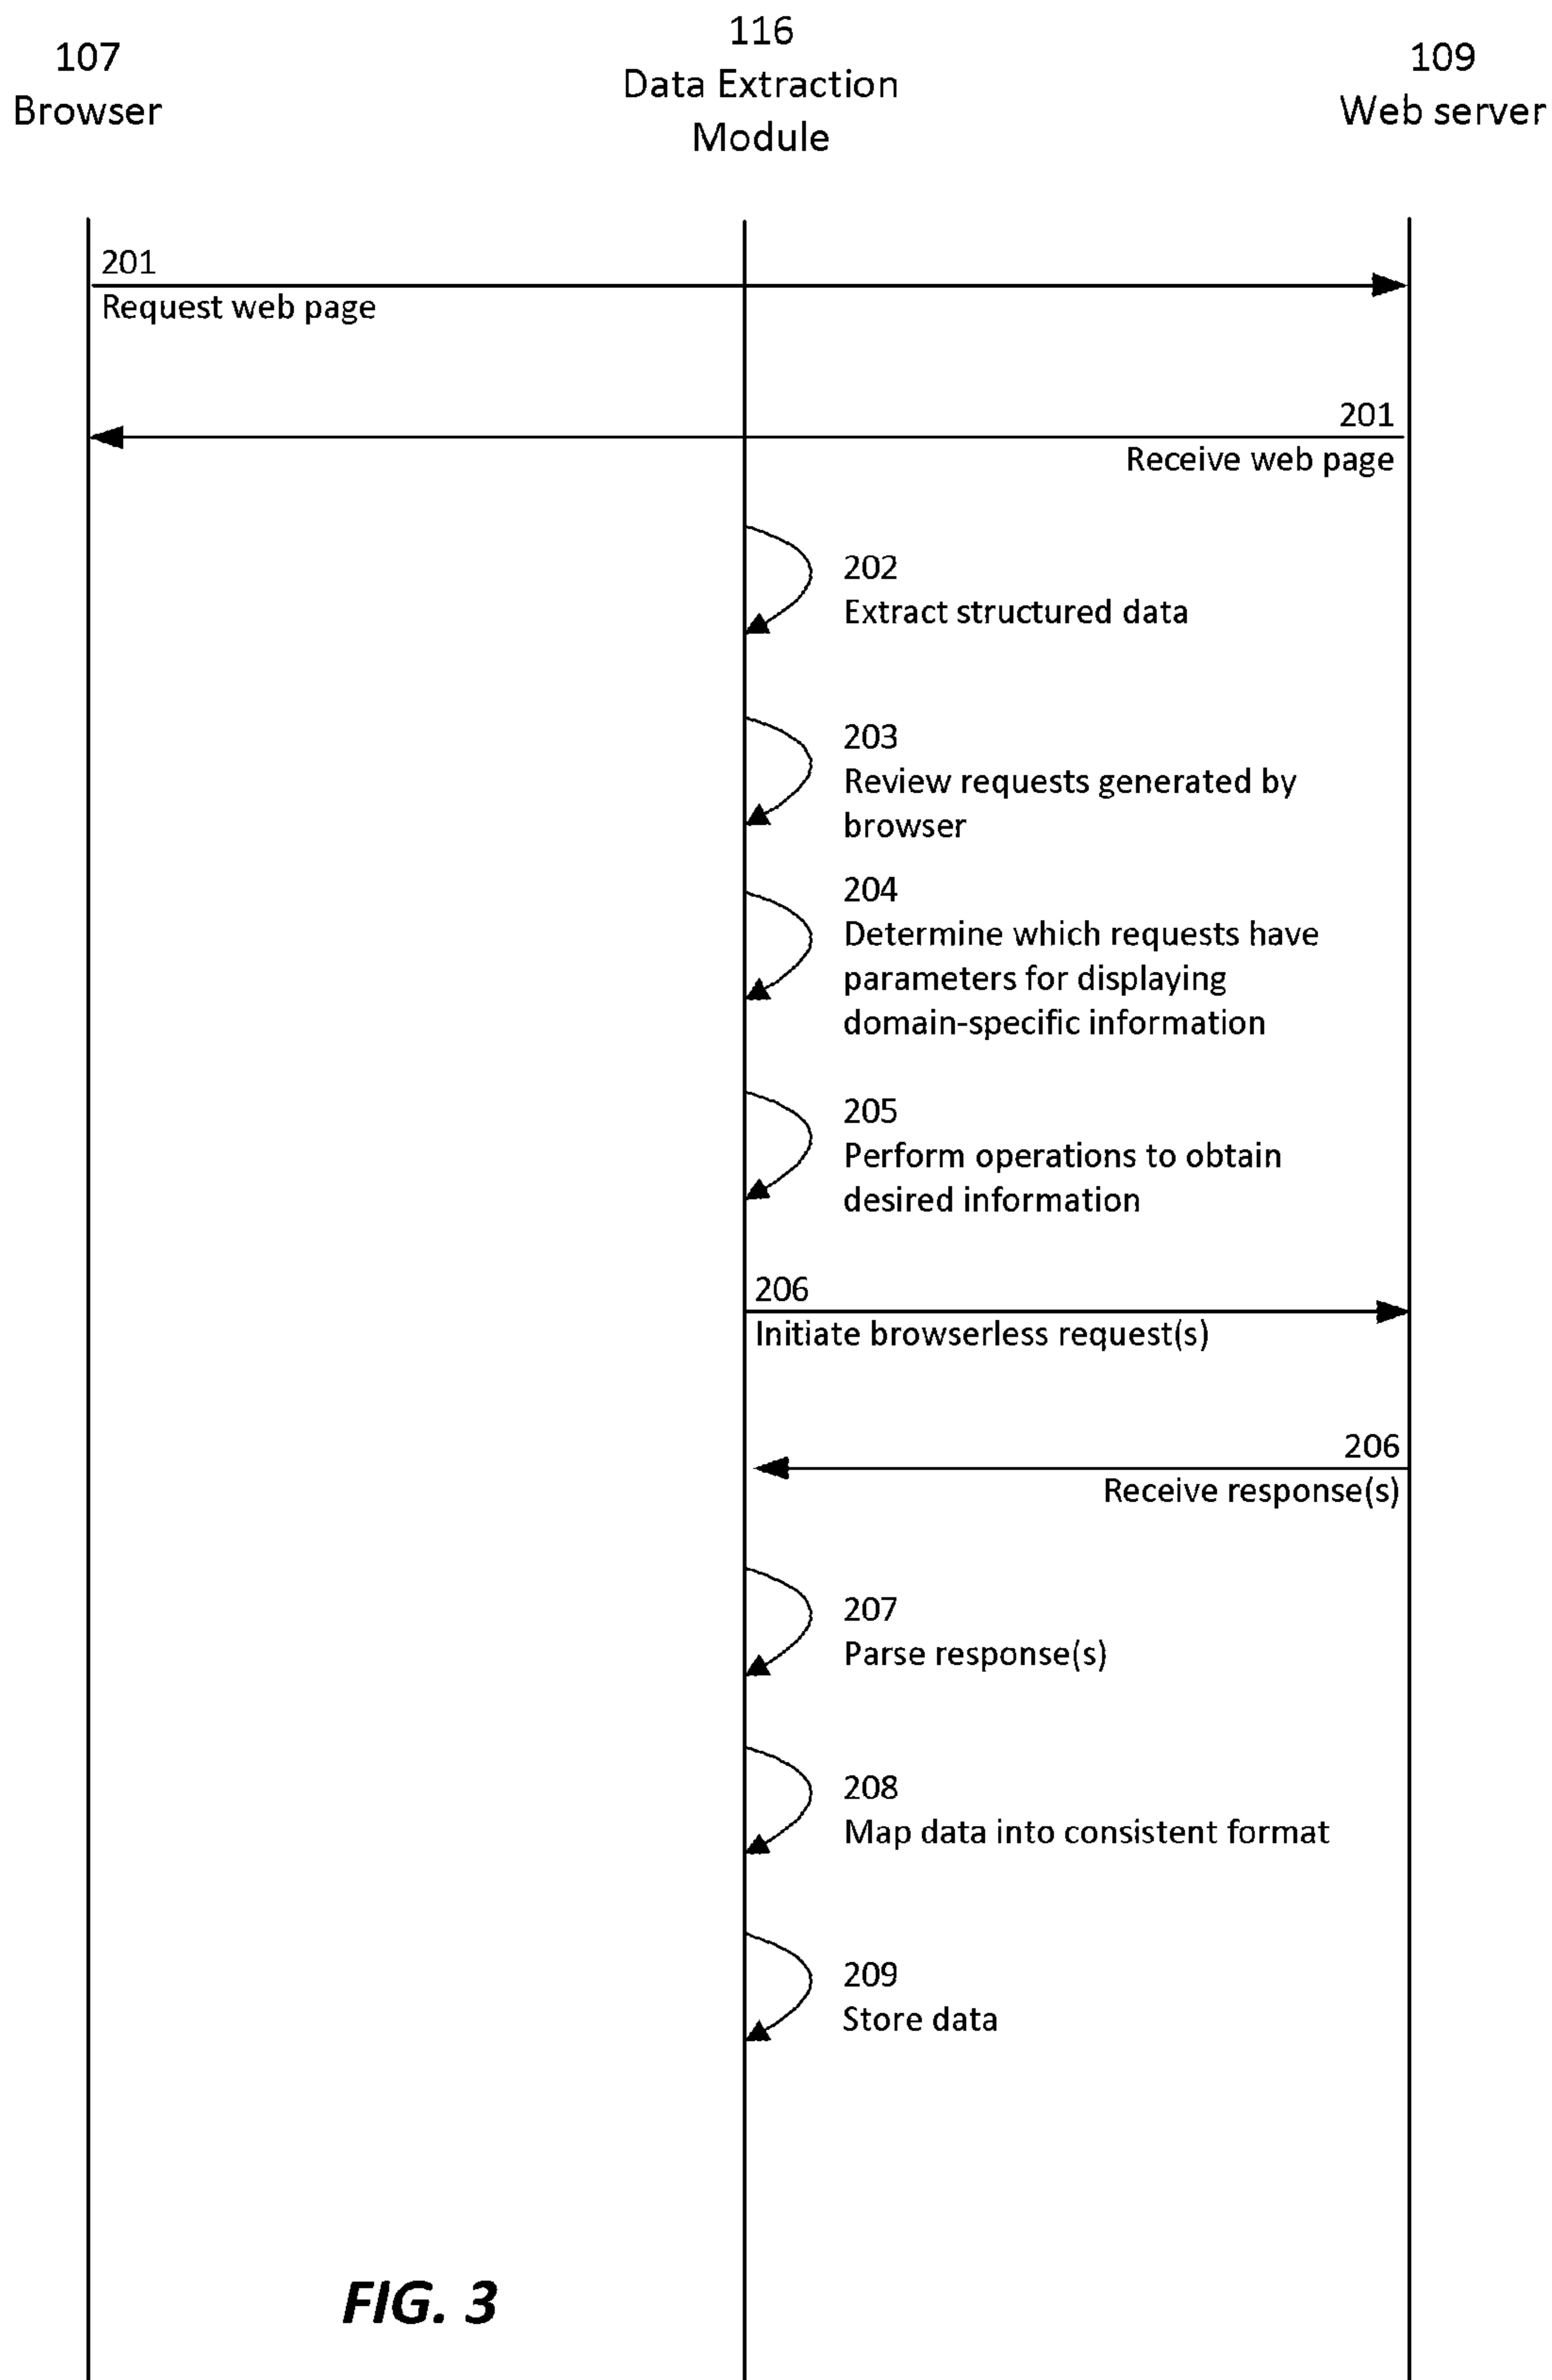 107
Browser
116
Data Extraction
Module
109
Web server
201
Request web page
201
Receive web page
202
Extract structured data
203
Review requests generated by
browser
204
Determine which requests have
parameters for displaying
domain-specific information
205
Perform operations to obtain
desired information
206
Initiate browserless request(s)
206
Receive response(s)
207
Parse response(s)
208
Map data into consistent format
209
Store data
FIG. 3